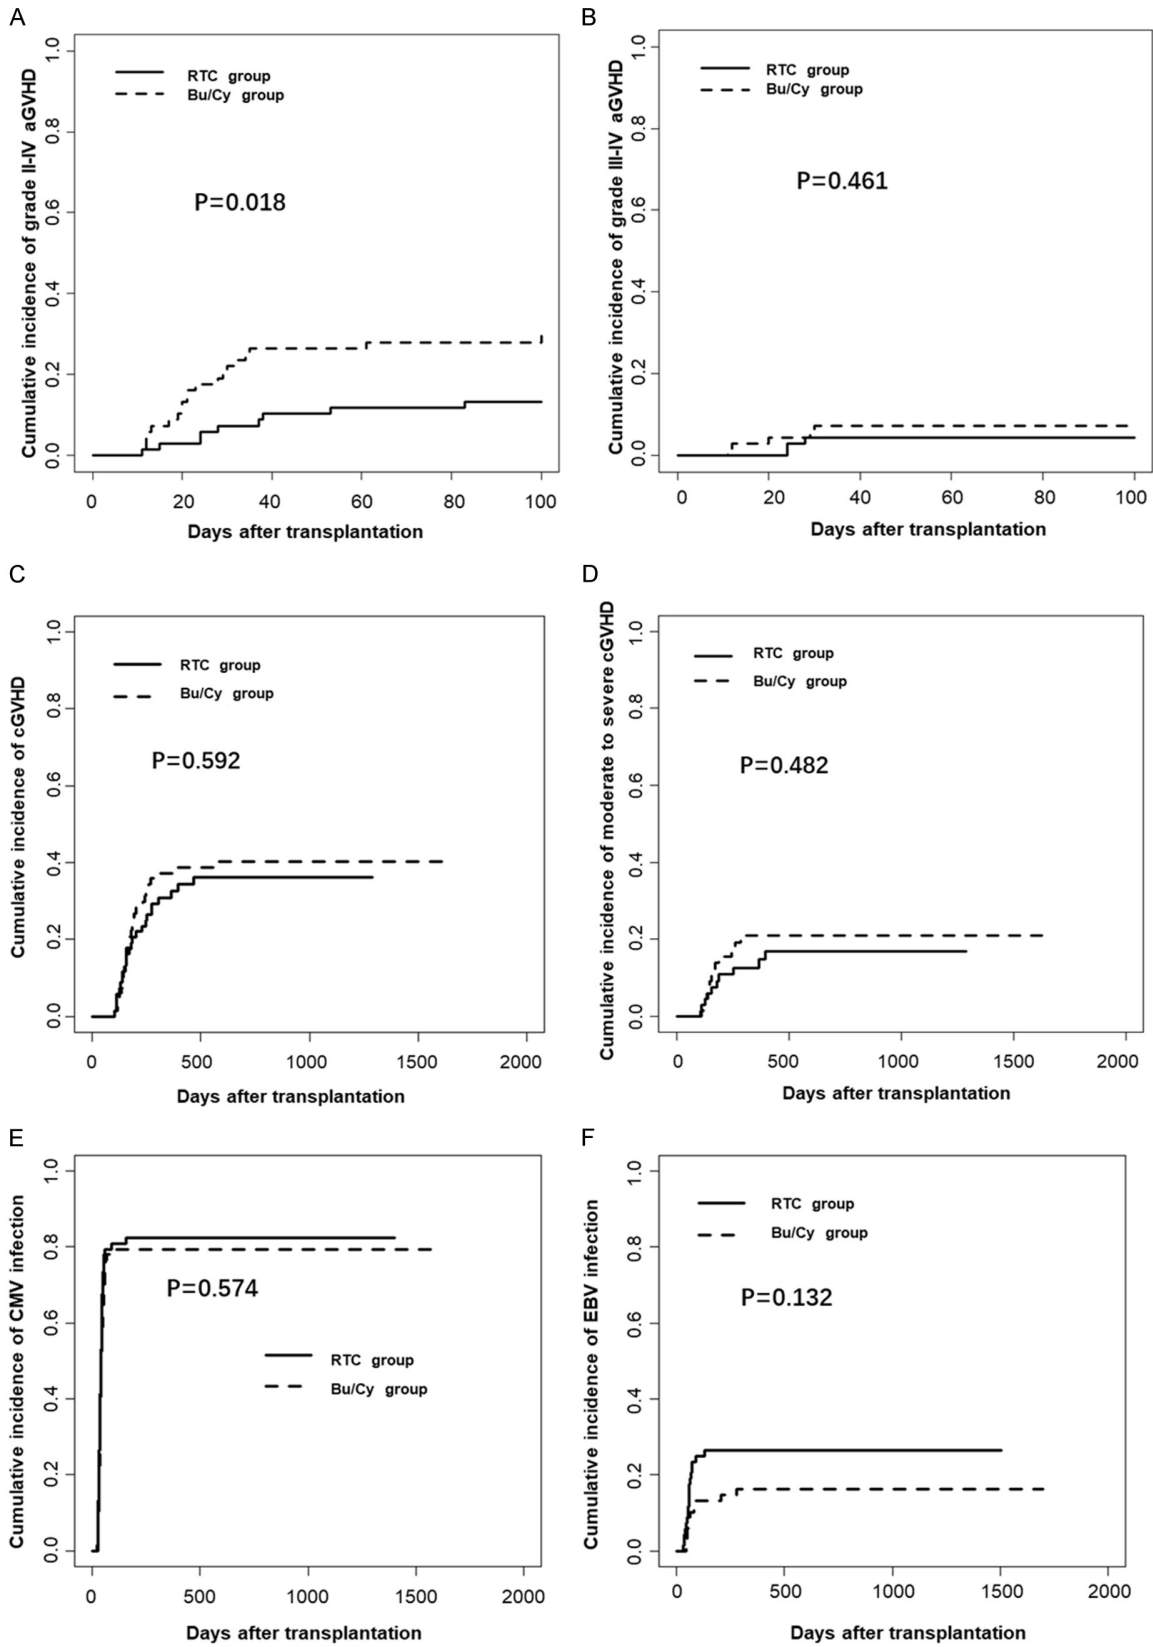 A
Cumulative incidence of grade II-IV aGVHD
1.0
0.8
0.6
0.4
0.2
0.0
RTC group
Bu/Cy group
P=0.018
0 20 40 60 80 100
Days after transplantation
B
Cumulative incidence of grade III-IV aGVHD
1.0
0.8
0.6
0.4
0.2
0.0
RTC group
Bu/Cy group
P=0.461
0 20 40 60 80 100
Days after transplantation
C
Cumulative incidence of cGVHD
1.0
0.8
0.6
0.4
0.2
0.0
RTC group
Bu/Cy group
P=0.592
0 500 1000 1500 2000
Days after transplantation
D
Cumulative incidence of moderate to severe cGVHD
1.0
0.8
0.6
0.4
0.2
0.0
RTC group
Bu/Cy group
P=0.482
0 500 1000 1500 2000
Days after transplantation
E
Cumulative incidence of CMV infection
1.0
0.8
0.6
0.4
0.2
0.0
P=0.574
RTC group
Bu/Cy group
0 500 1000 1500 2000
Days after transplantation
F
Cumulative incidence of EBV infection
1.0
0.8
0.6
0.4
0.2
0.0
RTC group
Bu/Cy group
P=0.132
0 500 1000 1500 2000
Days after transplantation